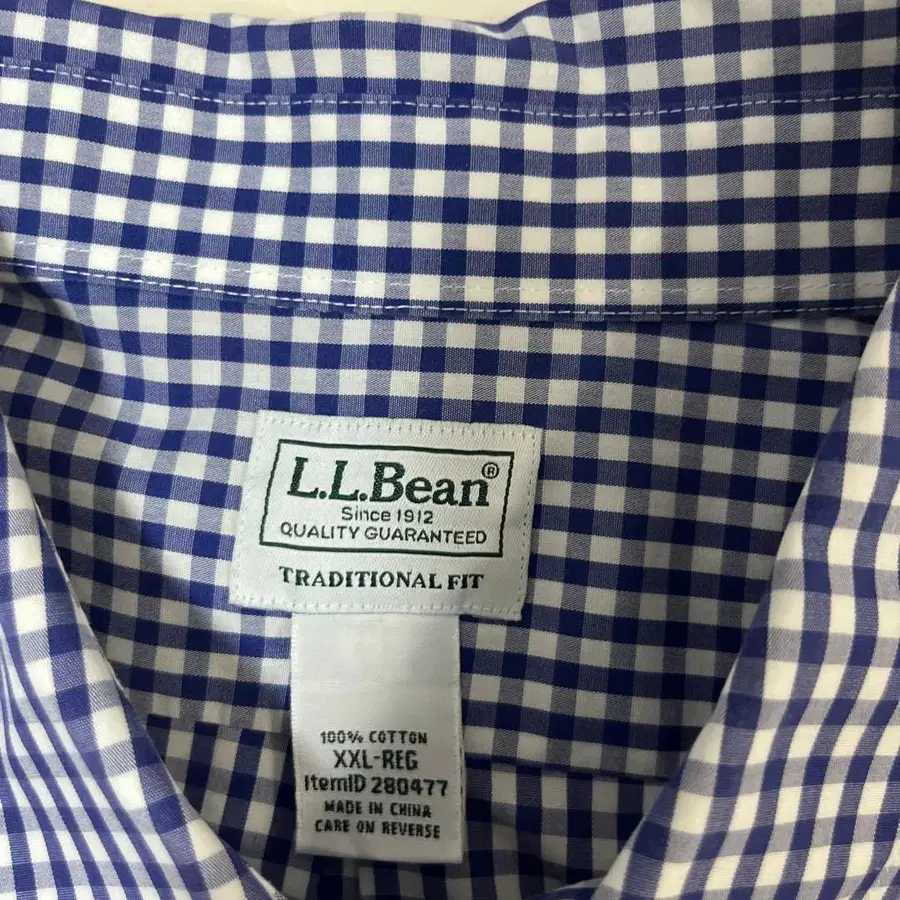 L.L.Bean®
Since 1912
QUALITY GUARANTEED
TRADITIONAL FIT
100% COTTON
XXL-REG
ItemID 280477
MADE IN CHINA
CARE ON REVERSE